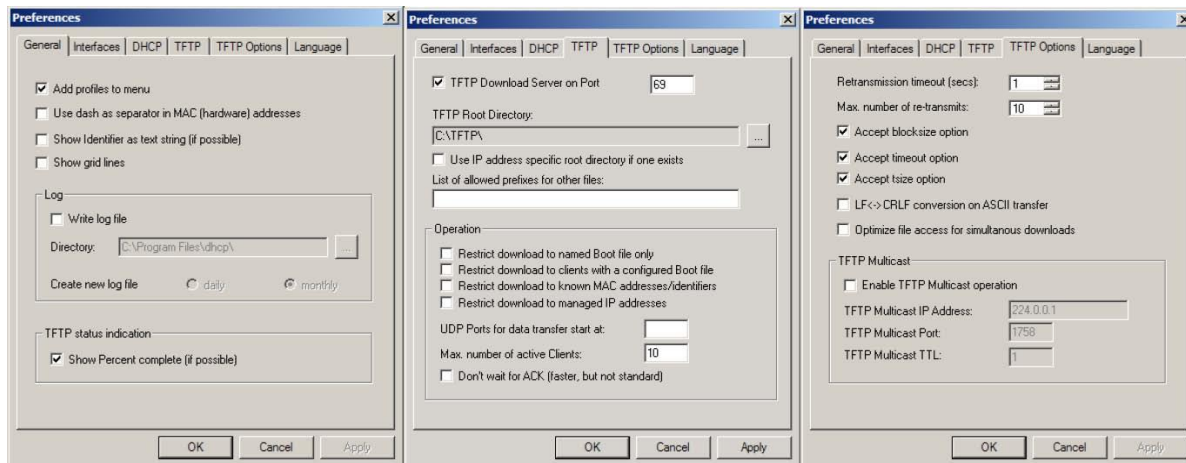 Preferences
General Interfaces DHCP TFTP TFTP Options Language
Add profiles to menu
Use dash as separator in MAC (hardware) addresses
Show Identifier as text string (if possible)
Show grid lines
Log
Write log file
Directory: C:\Program Files\dhcp\ ...
Create new log file daily monthly
TFTP status indication
Show Percent complete (if possible)
OK Cancel Apply
Preferences
General Interfaces DHCP TFTP TFTP Options Language
TFTP Download Server on Port 69
TFTP Root Directory:
C:\TFTP\ ...
Use IP address specific root directory if one exists
List of allowed prefixes for other files:
Operation
Restrict download to named Boot file only
Restrict download to clients with a configured Boot file
Restrict download to known MAC addresses/identifiers
Restrict download to managed IP addresses
UDP Ports for data transfer start at:
Max. number of active Clients: 10
Don't wait for ACK (faster, but not standard)
OK Cancel Apply
Preferences
General Interfaces DHCP TFTP TFTP Options Language
Retransmission timeout (secs): 1
Max. number of re-transmits: 10
Accept blocksize option
Accept timeout option
Accept tsize option
LF<->CRLF conversion on ASCII transfer
Optimize file access for simultanous downloads
TFTP Multicast
Enable TFTP Multicast operation
TFTP Multicast IP Address: 224.0.0.1
TFTP Multicast Port: 1758
TFTP Multicast TTL: 1
OK Cancel Apply